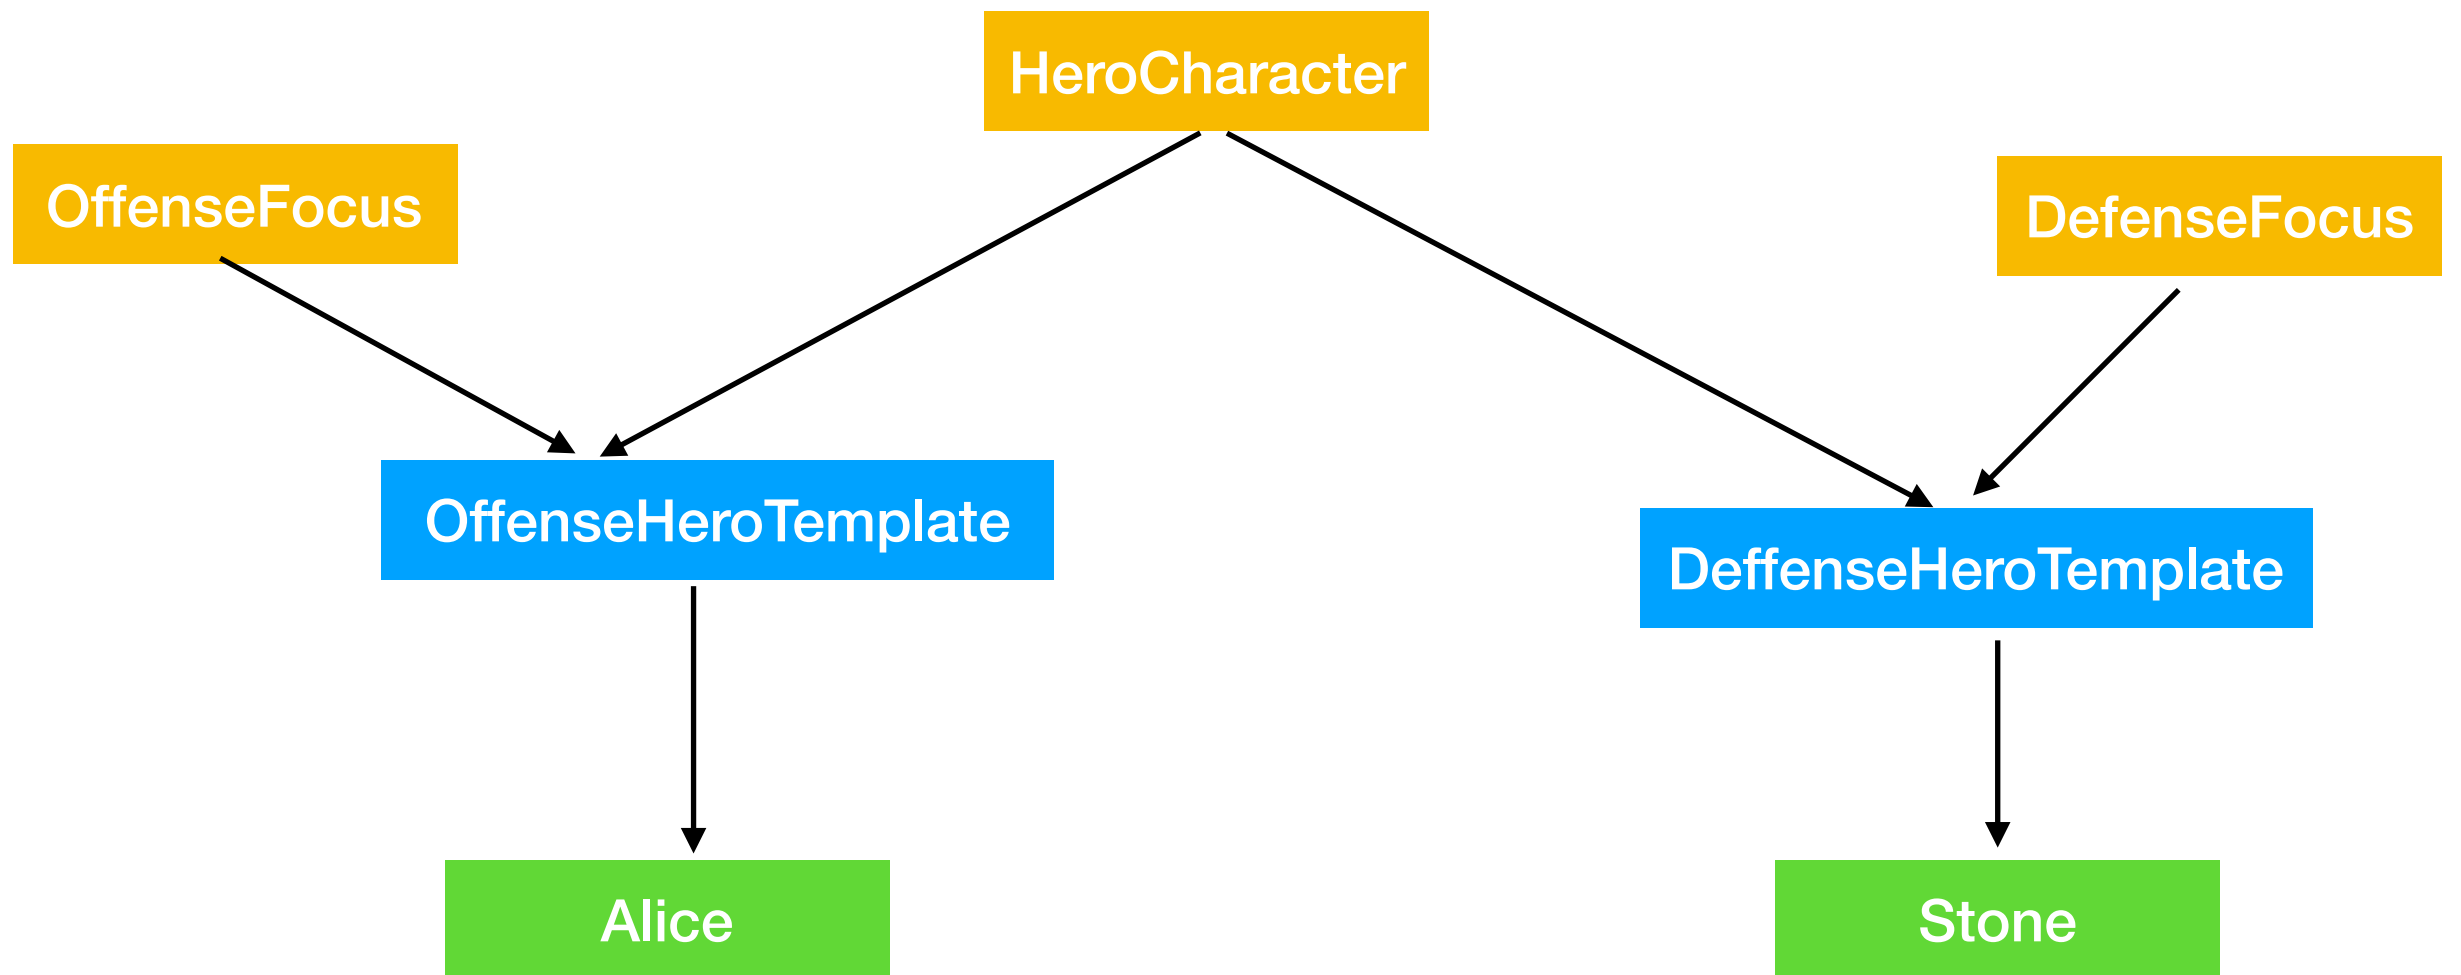 HeroCharacter
OffenseFocus
DefenseFocus
OffenseHeroTemplate
DeffenseHeroTemplate
Alice
Stone